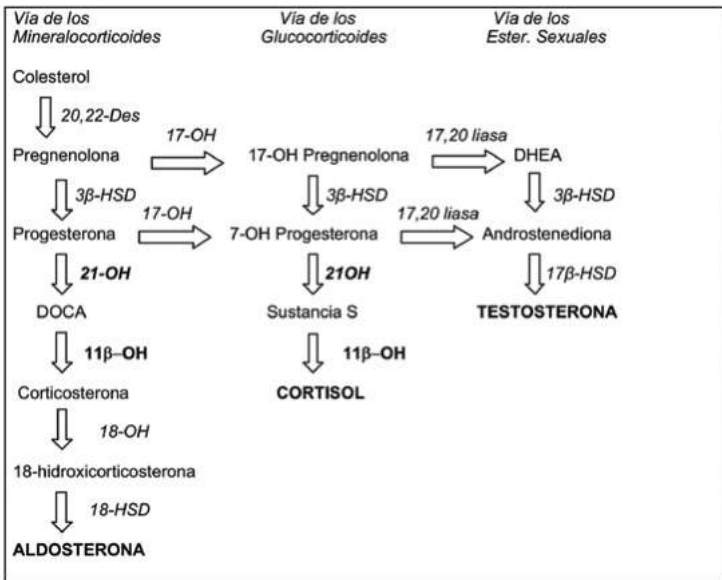 Vía de los Mineralocorticoides
Vía de los Glucocorticoides
Vía de los Ester. Sexuales
Colesterol
20,22-Des
17-OH
17,20 liasa
Pregnenolona
17-OH Pregnenolona
DHEA
3β-HSD
3β-HSD
3β-HSD
17-OH
17,20 liasa
Progesterona
7-OH Progesterona
Androstenediona
21-OH
21OH
17β-HSD
DOCA
Sustancia S
TESTOSTERONA
11β–OH
11β-OH
Corticosterona
CORTISOL
18-OH
18-hidroxicorticosterona
18-HSD
ALDOSTERONA